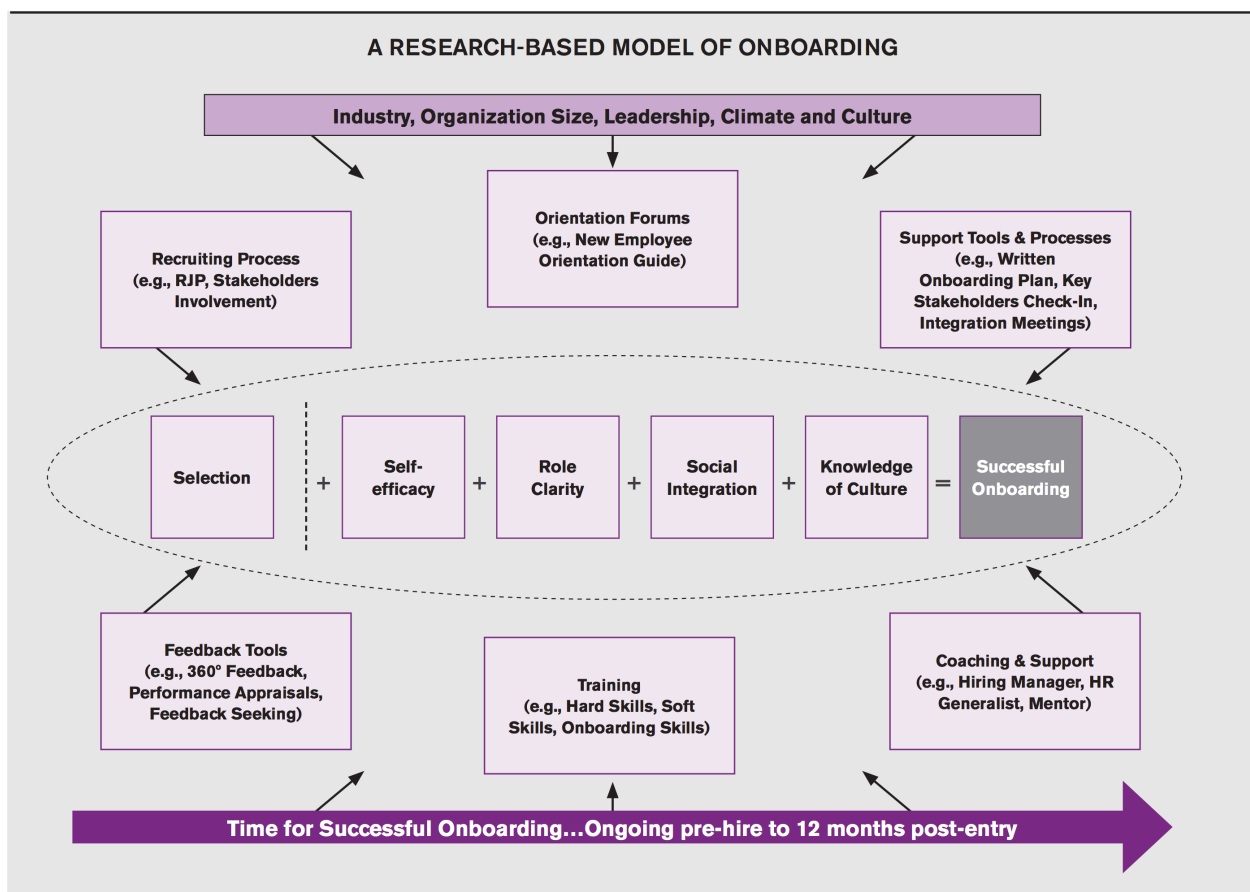 A RESEARCH-BASED MODEL OF ONBOARDING
Industry, Organization Size, Leadership, Climate and Culture
Recruiting Process
(e.g., RJP, Stakeholders
Involvement)
Orientation Forums
(e.g., New Employee
Orientation Guide)
Support Tools & Processes
(e.g., Written
Onboarding Plan, Key
Stakeholders Check-In,
Integration Meetings)
Selection
+
Self-
efficacy
+
Role
Clarity
+
Social
Integration
+
Knowledge
of Culture
=
Successful
Onboarding
Feedback Tools
(e.g., 360° Feedback,
Performance Appraisals,
Feedback Seeking)
Training
(e.g., Hard Skills, Soft
Skills, Onboarding Skills)
Coaching & Support
(e.g., Hiring Manager, HR
Generalist, Mentor)
Time for Successful Onboarding...Ongoing pre-hire to 12 months post-entry